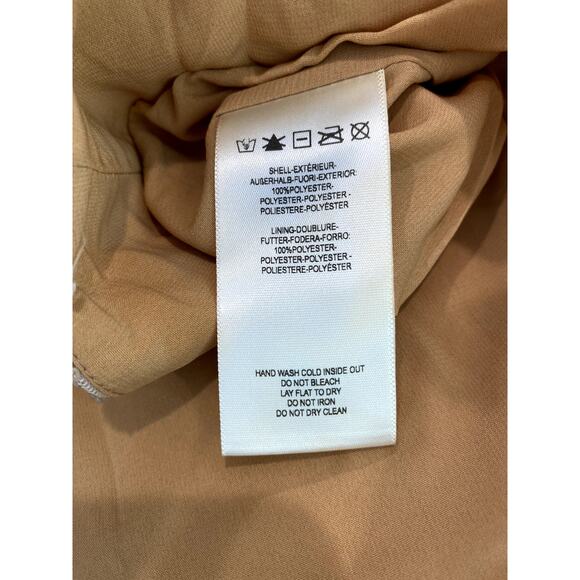 SHELL-EXTÉRIEUR-
AUßERHALB-FUORI-EXTERIOR:
100%POLYESTER-
POLYESTER-POLYESTER-
POLIESTERE-POLYÉSTER
LINING-DOUBLURE-
FUTTER-FODERA-FORRO:
100%POLYESTER-
POLYESTER-POLYESTER-
POLIESTERE-POLYÉSTER
HAND WASH COLD INSIDE OUT
DO NOT BLEACH
LAY FLAT TO DRY
DO NOT IRON
DO NOT DRY CLEAN